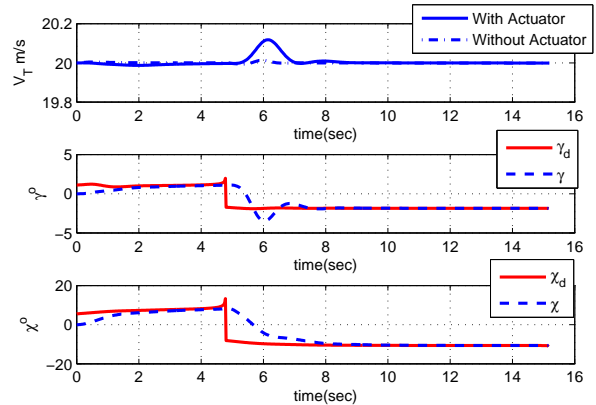 With Actuator
Without Actuator
V_T m/s
20.2
20
19.8
0 2 4 6 8 10 12 14 16
time(sec)
γ_d
γ
γ^o
5
0
−5
0 2 4 6 8 10 12 14 16
time(sec)
χ_d
χ
χ^o
20
0
−20
0 2 4 6 8 10 12 14 16
time(sec)